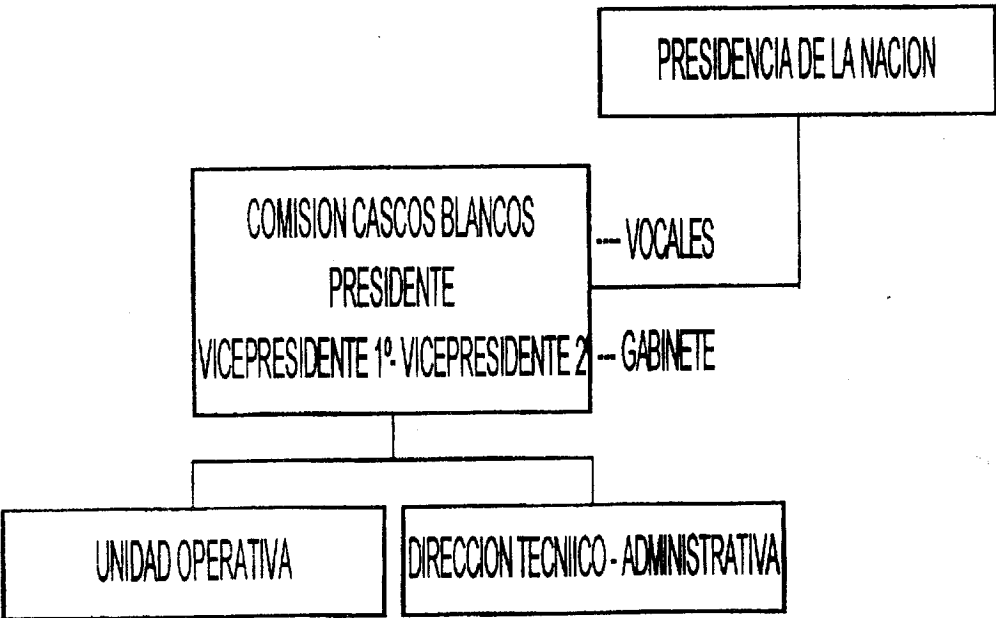 PRESIDENCIA DE LA NACION
COMISION CASCOS BLANCOS
PRESIDENTE
VICEPRESIDENTE 1º- VICEPRESIDENTE 2
--- VOCALES
--- GABINETE
UNIDAD OPERATIVA
DIRECCION TECNIICO - ADMINISTRATIVA